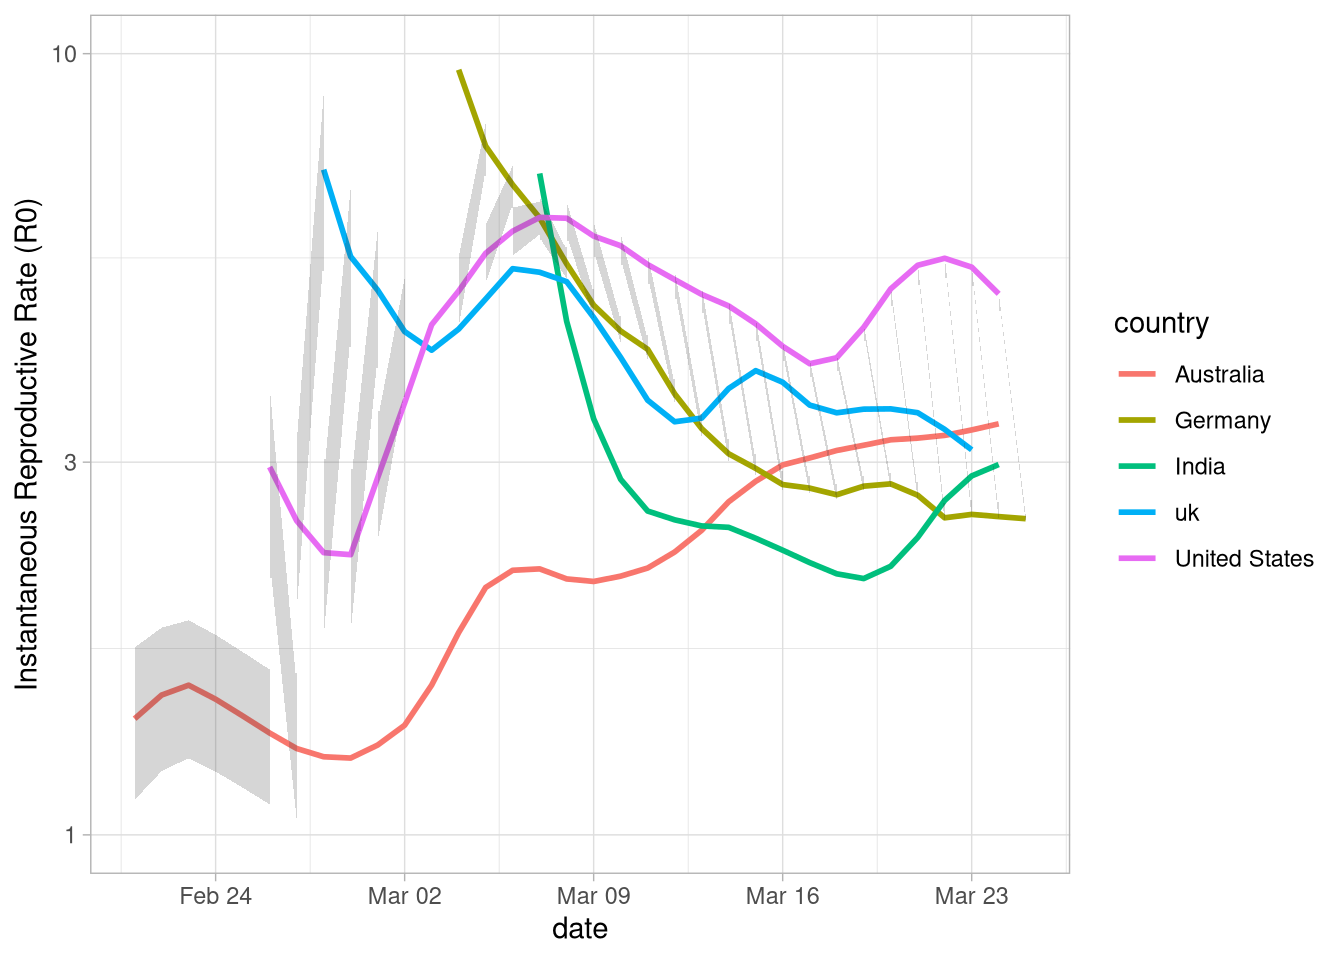 Instantaneous Reproductive Rate (R0)
10
3
1
Feb 24
Mar 02
Mar 09
Mar 16
Mar 23
date
country
Australia
Germany
India
uk
United States